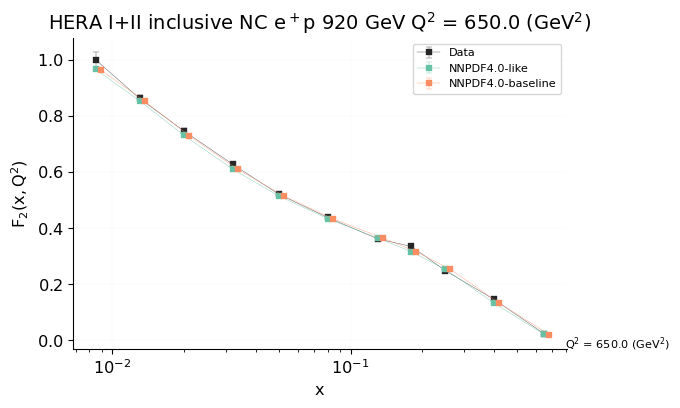 HERA I+II inclusive NC e⁺p 920 GeV Q² = 650.0 (GeV²)
Data
NNPDF4.0-like
NNPDF4.0-baseline
1.0
0.8
0.6
0.4
0.2
0.0
F₂(x, Q²)
Q² = 650.0 (GeV²)
10⁻²
10⁻¹
x